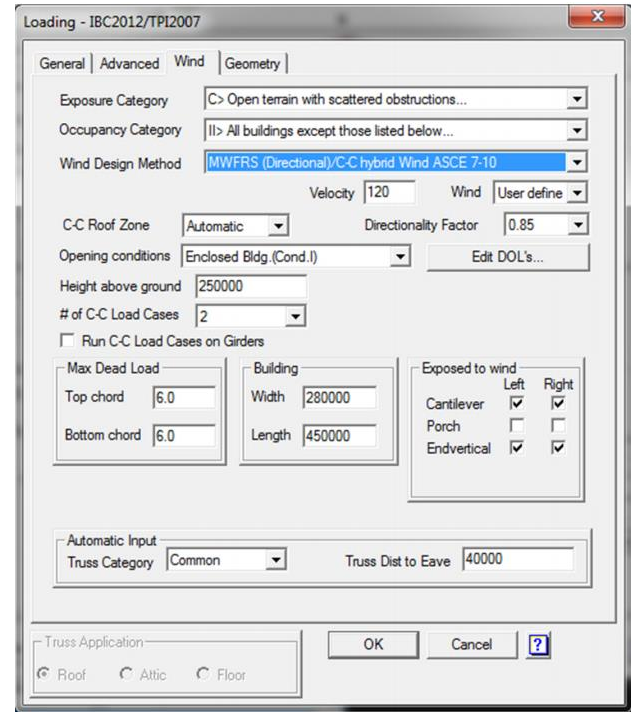 Loading - IBC2012/TPI2007
General Advanced Wind Geometry
Exposure Category C> Open terrain with scattered obstructions...
Occupancy Category II> All buildings except those listed below...
Wind Design Method MWFRS (Directional)/C-C hybrid Wind ASCE 7-10
Velocity 120 Wind User define
C-C Roof Zone Automatic Directionality Factor 0.85
Opening conditions Enclosed Bldg.(Cond.I) Edit DOL's...
Height above ground 250000
# of C-C Load Cases 2
Run C-C Load Cases on Girders
Max Dead Load Building Exposed to wind
Left Right
Top chord 6.0 Width 280000 Cantilever
Porch
Bottom chord 6.0 Length 450000 Endvertical
Automatic Input
Truss Category Common Truss Dist to Eave 40000
Truss Application OK Cancel ?
Roof Attic Floor